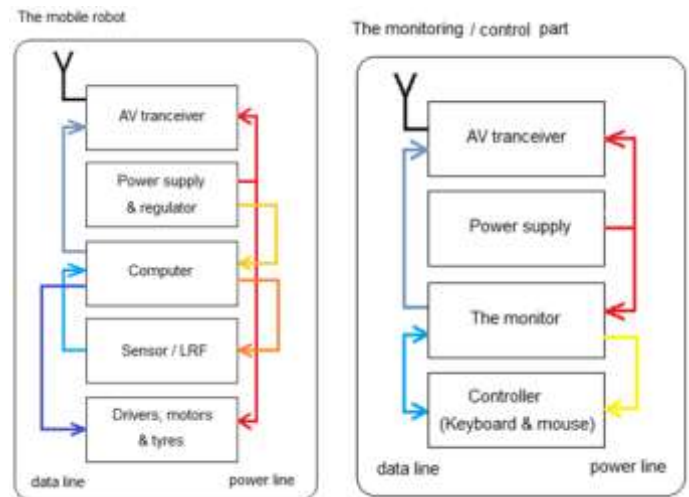 The mobile robot
AV tranceiver
Power supply
& regulator
Computer
Sensor / LRF
Drivers, motors
& tyres
data line
power line
The monitoring / control part
AV tranceiver
Power supply
The monitor
Controller
(Keyboard & mouse)
data line
power line